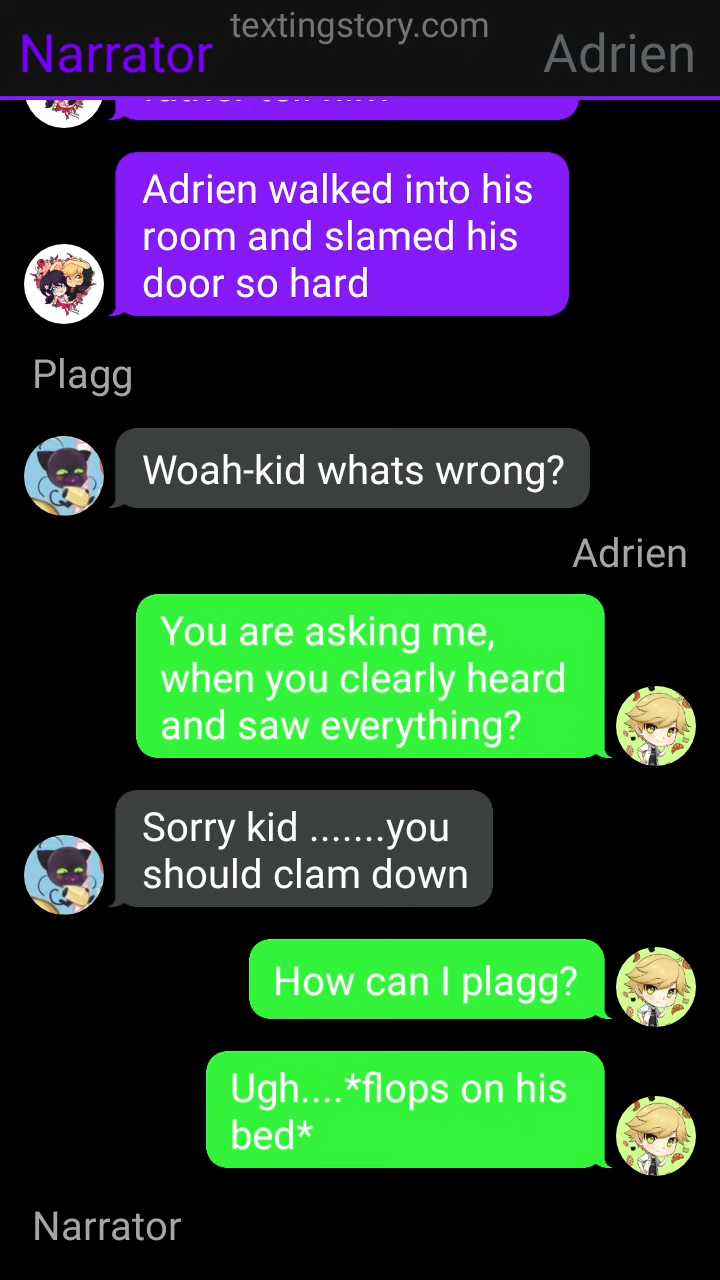 textingstory.com
Narrator
Adrien
Adrien walked into his
room and slamed his
door so hard
Plagg
Woah-kid whats wrong?
Adrien
You are asking me,
when you clearly heard
and saw everything?
Sorry kid .......you
should clam down
How can I plagg?
Ugh....*flops on his
bed*
Narrator